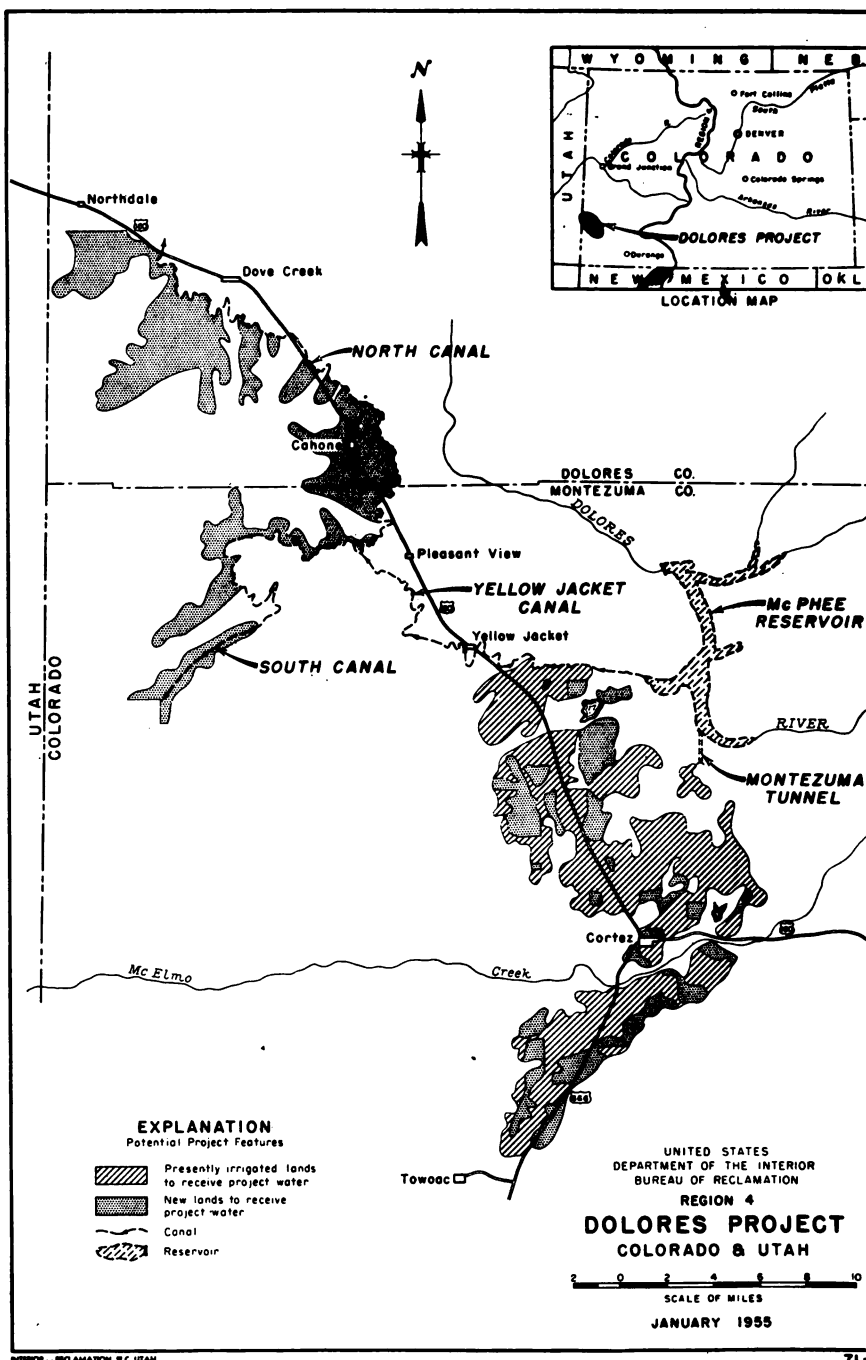 N
WYOMING NEB
Fort Collins
South
Platte
REGION
DENVER
UTAH
COLORADO
Colorado
Grand Junction
Colorado Springs
Arkansas
River
DOLORES PROJECT
Durango
NEW MEXICO OKL
LOCATION MAP
Northdale
Dove Creek
NORTH CANAL
Cahone
DOLORES CO.
MONTEZUMA CO.
DOLORES
Pleasant View
YELLOW JACKET
CANAL
Mc PHEE
RESERVOIR
Yellow Jacket
SOUTH CANAL
UTAH
COLORADO
RIVER
MONTEZUMA
TUNNEL
Cortez
Mc Elmo Creek
EXPLANATION
Potential Project Features
Presently irrigated lands
to receive project water
New lands to receive
project water
Canal
Reservoir
Towoac
UNITED STATES
DEPARTMENT OF THE INTERIOR
BUREAU OF RECLAMATION
REGION 4
DOLORES PROJECT
COLORADO & UTAH
2 0 2 4 6 8 10
SCALE OF MILES
JANUARY 1955